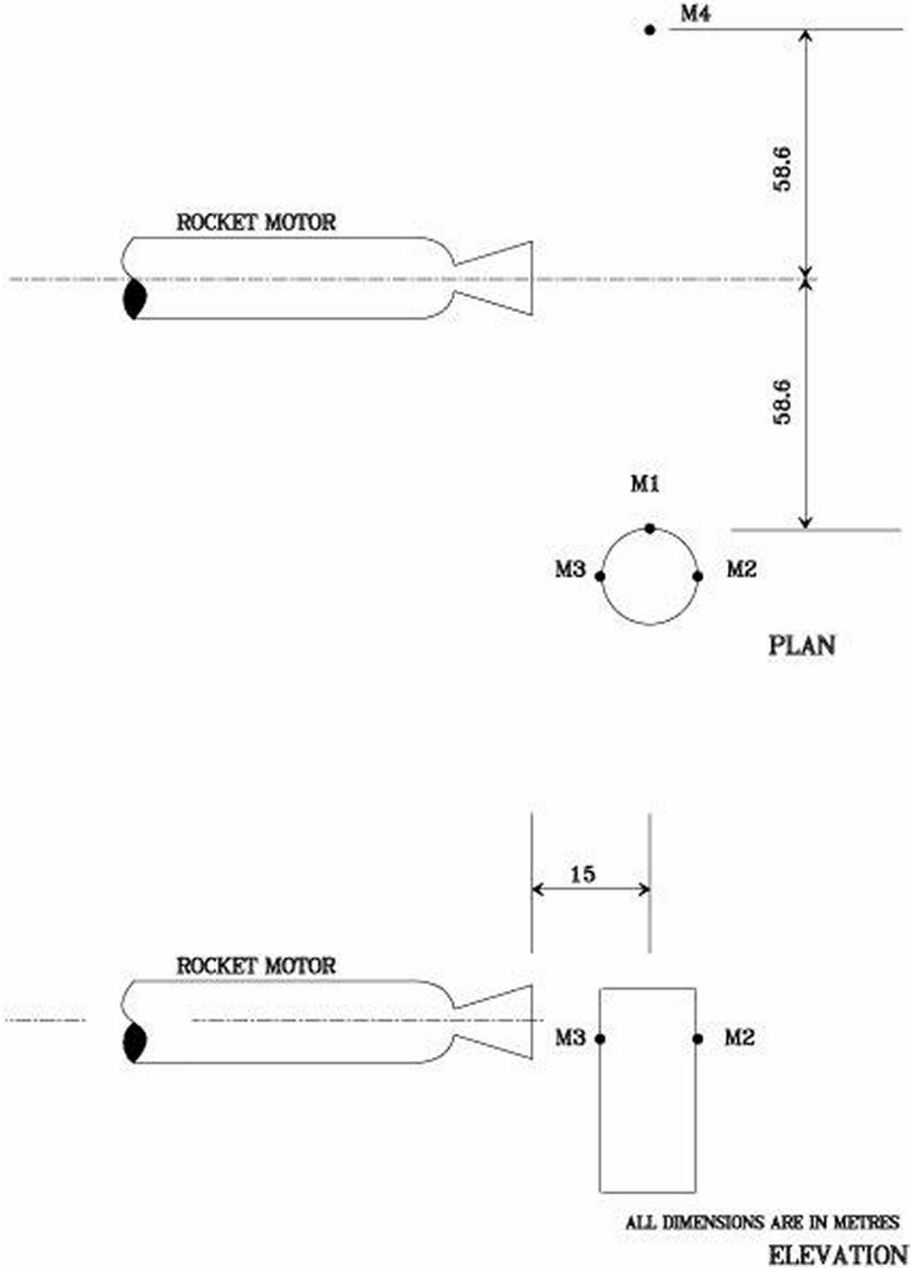 M4
58.6
ROCKET MOTOR
58.6
M1
M3
M2
PLAN
15
ROCKET MOTOR
M3
M2
ALL DIMENSIONS ARE IN METRES
ELEVATION